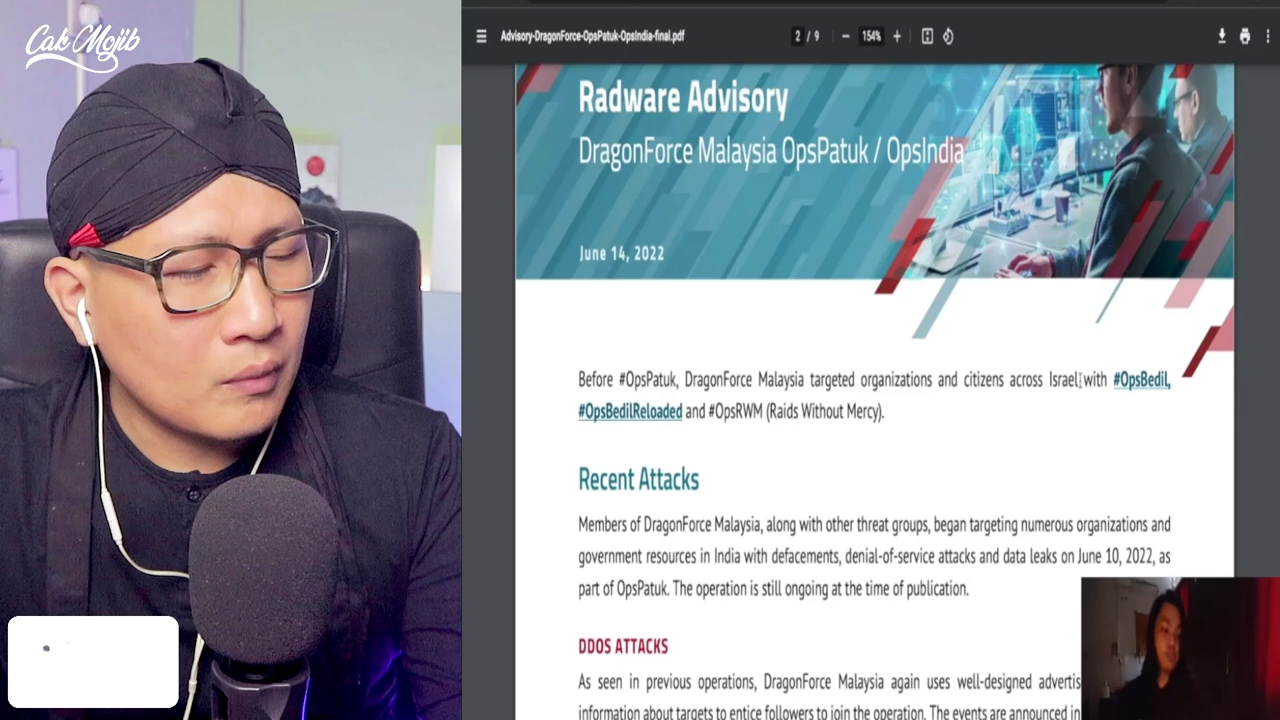 Cak Mojib
Advisory-DragonForce-OpsPatuk-OpsIndia-final.pdf
2 / 9
154%
Radware Advisory
DragonForce Malaysia OpsPatuk / OpsIndia
June 14, 2022
Before #OpsPatuk, DragonForce Malaysia targeted organizations and citizens across Israel with #OpsBedil,
#OpsBedilReloaded and #OpsRWM (Raids Without Mercy).
Recent Attacks
Members of DragonForce Malaysia, along with other threat groups, began targeting numerous organizations and
government resources in India with defacements, denial-of-service attacks and data leaks on June 10, 2022, as
part of OpsPatuk. The operation is still ongoing at the time of publication.
DDOS ATTACKS
As seen in previous operations, DragonForce Malaysia again uses well-designed
information about targets to entice followers to join the operation. The events are announced in